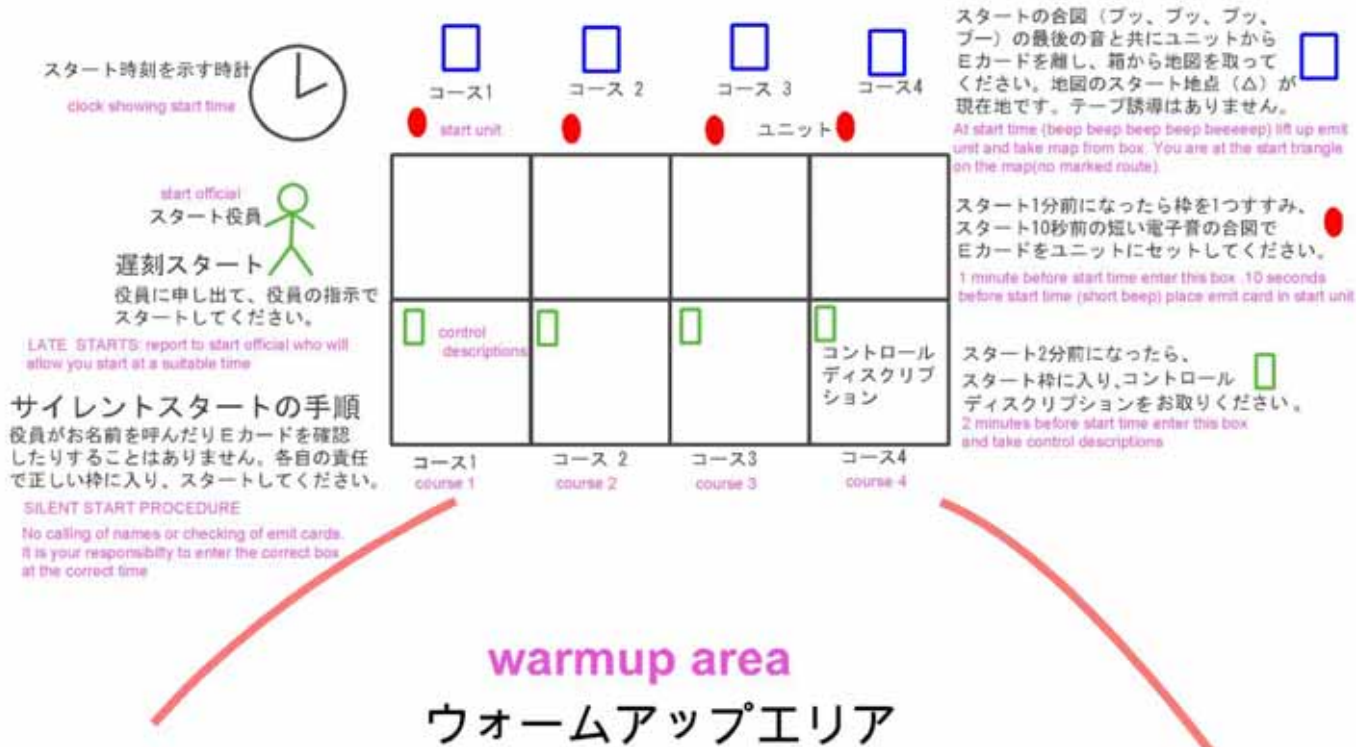 スタート時刻を示す時計
clock showing start time
コース1
コース 2
コース 3
コース4
start unit
ユニット
スタートの合図(ブッ、ブッ、ブッ、
ブー)の最後の音と共にユニットから
Eカードを離し、箱から地図を取って
ください。地図のスタート地点(△)が
現在地です。テープ誘導はありません。
At start time (beep beep beep beep beeeeep) lift up emit
unit and take map from box. You are at the start triangle
on the map(no marked route).
start official
スタート役員
遅刻スタート
役員に申し出て、役員の指示で
スタートしてください。
LATE STARTS: report to start official who will
allow you start at a suitable time
スタート1分前になったら枠を1つすすみ、
スタート10秒前の短い電子音の合図で
Eカードをユニットにセットしてください。
1 minute before start time enter this box .10 seconds
before start time (short beep) place emit card in start unit
control
descriptions
コントロール
ディスクリプ
ション
スタート2分前になったら、
スタート枠に入り、コントロール
ディスクリプションをお取りください。
2 minutes before start time enter this box
and take control descriptions
サイレントスタートの手順
役員がお名前を呼んだりEカードを確認
したりすることはありません。各自の責任
で正しい枠に入り、スタートしてください。
SILENT START PROCEDURE
No calling of names or checking of emit cards.
It is your responsibilty to enter the correct box
at the correct time
コース1
コース 2
コース3
コース4
course 1
course 2
course 3
course 4
warmup area
ウォームアップエリア